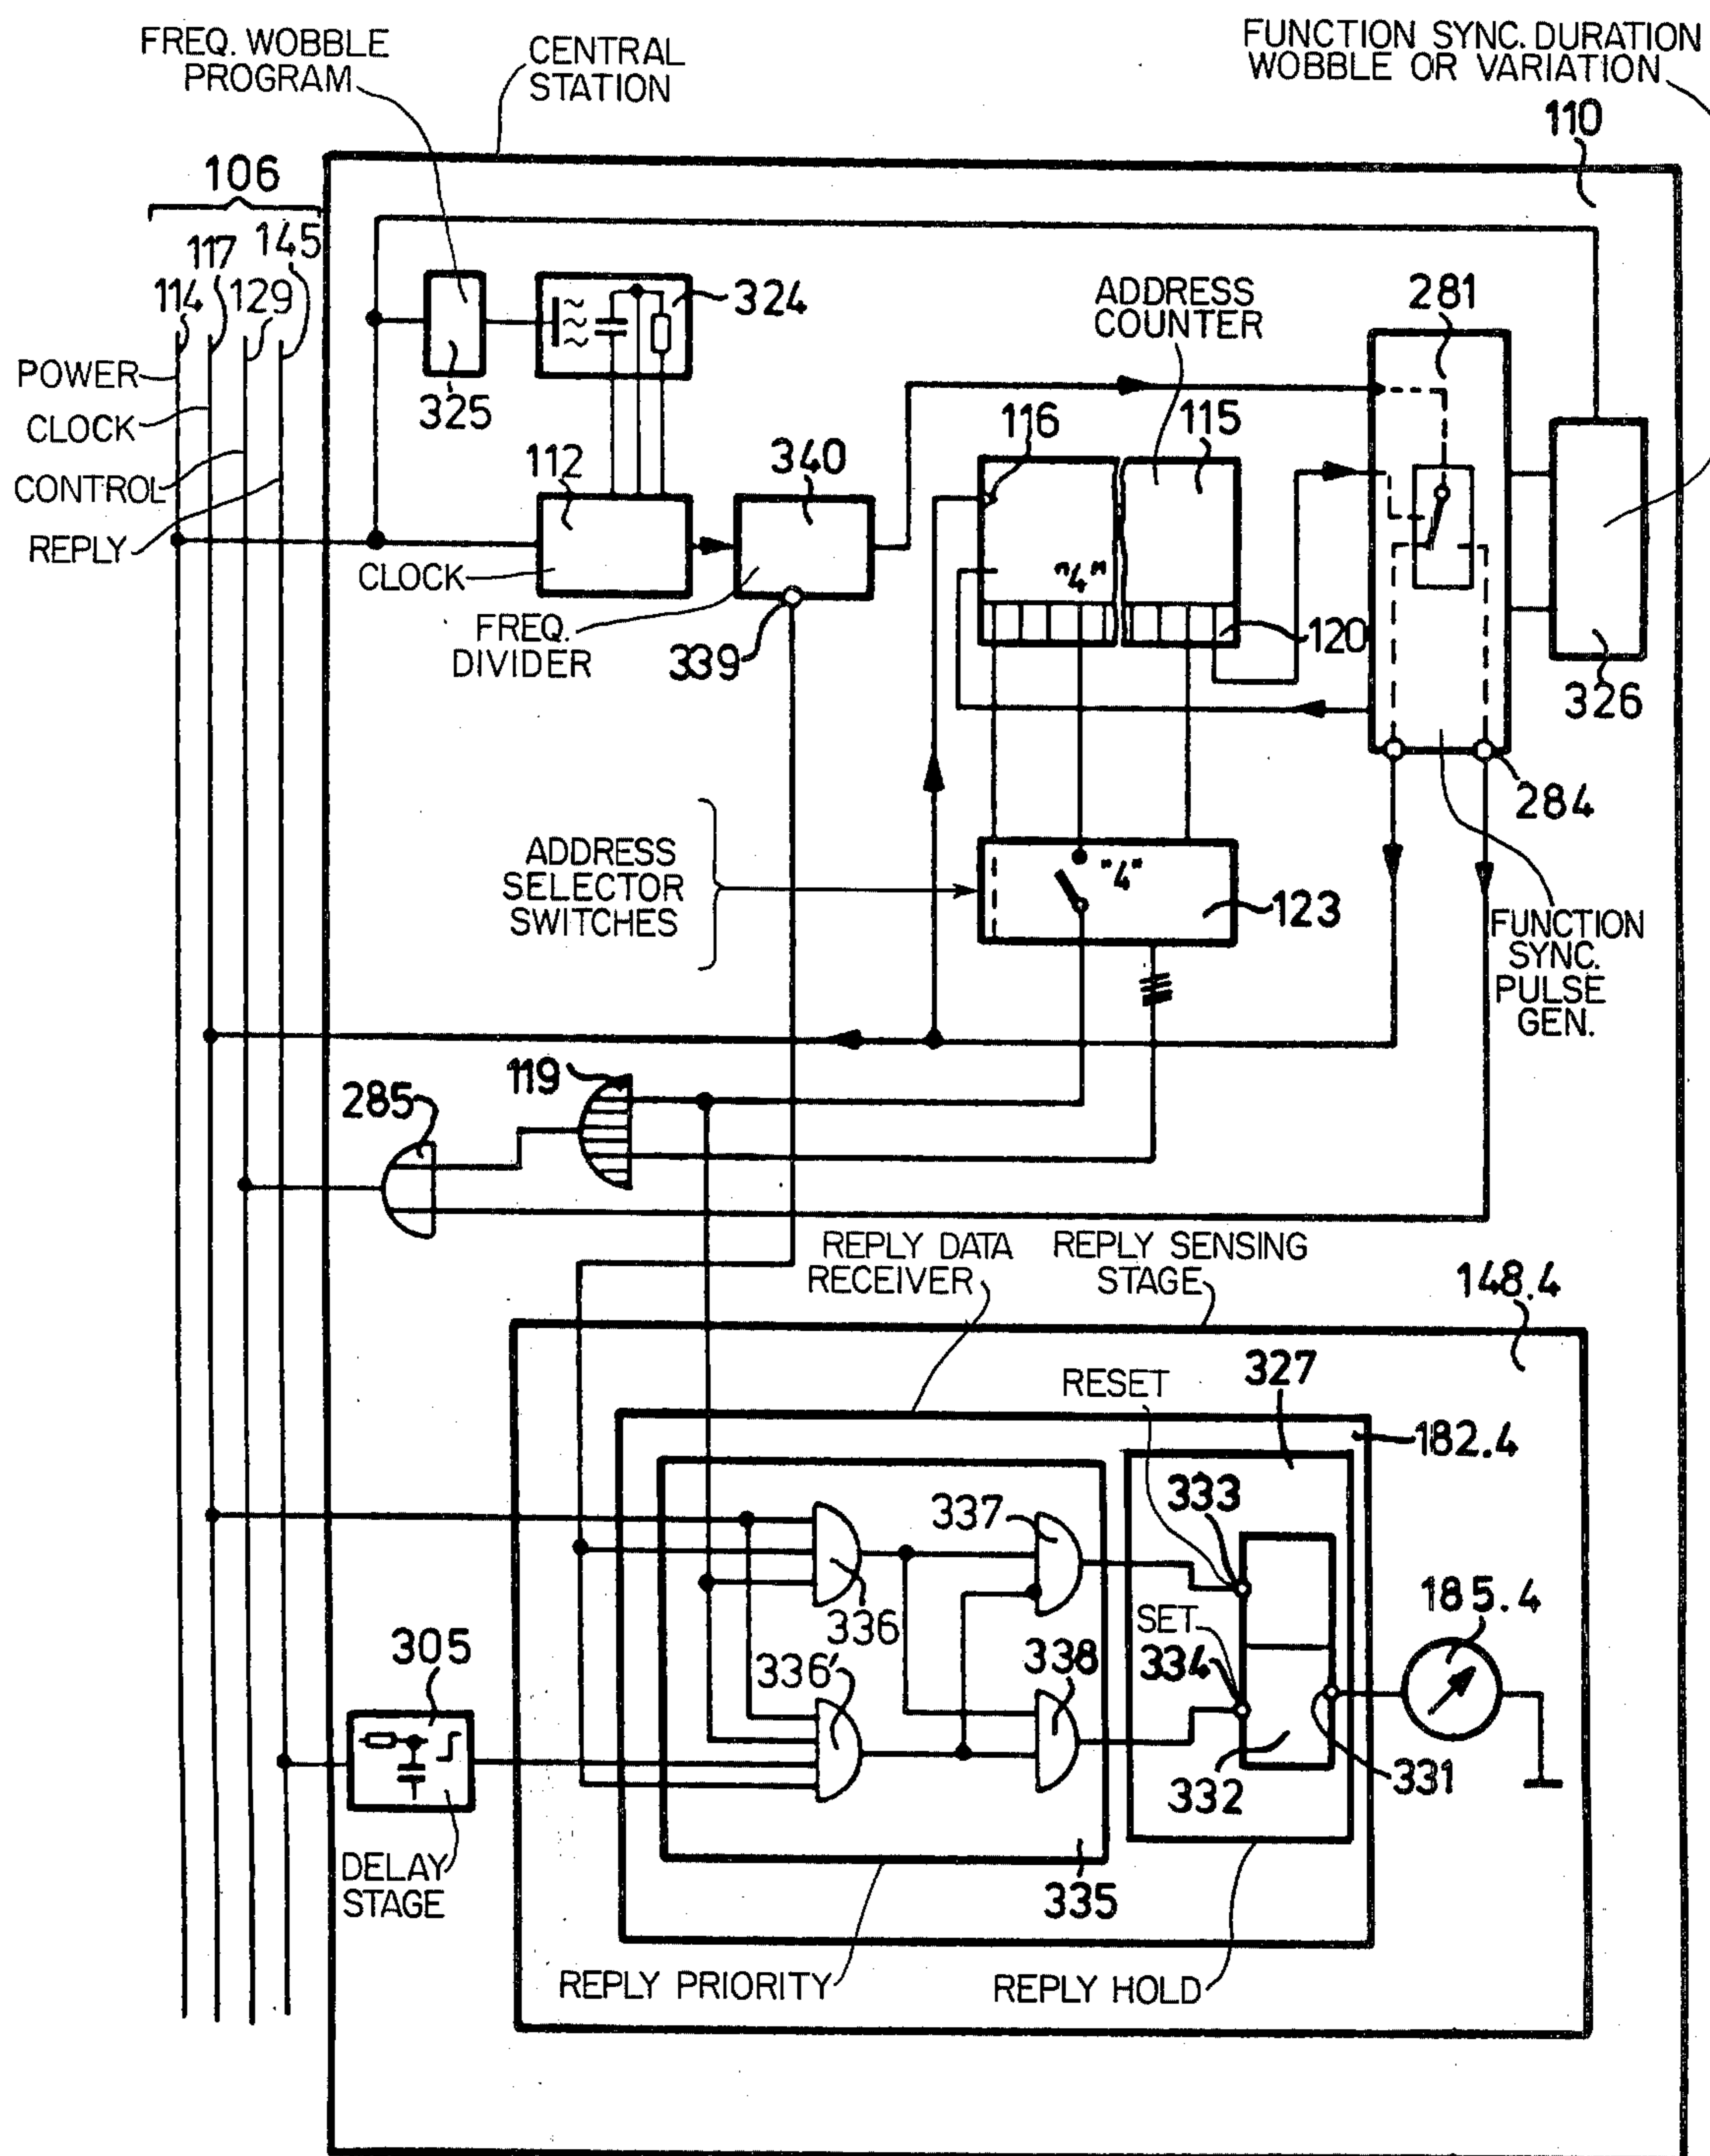 FREQ. WOBBLE
PROGRAM
CENTRAL
STATION
FUNCTION SYNC. DURATION
WOBBLE OR VARIATION
110
106
114
117
129
145
POWER
CLOCK
CONTROL
REPLY
325
324
112
CLOCK
340
FREQ.
DIVIDER
339
ADDRESS
COUNTER
116
115
"4"
120
281
326
284
ADDRESS
SELECTOR
SWITCHES
"4"
123
FUNCTION
SYNC.
PULSE
GEN.
119
285
REPLY DATA
RECEIVER
REPLY SENSING
STAGE
148.4
RESET
327
182.4
333
337
336
SET
334
185.4
338
336'
305
332
331
DELAY
STAGE
335
REPLY PRIORITY
REPLY HOLD